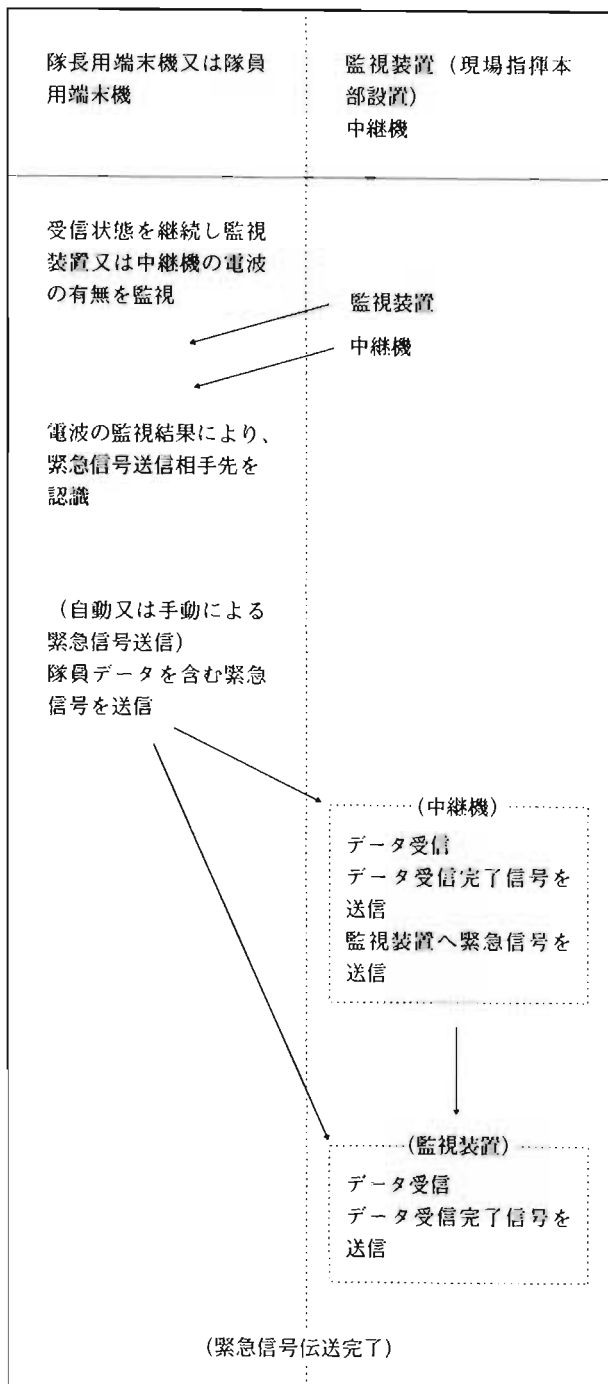 隊長用端末機又は隊員
用端末機
監視装置（現場指揮本
部設置）
中継機
受信状態を継続し監視
装置又は中継機の電波
の有無を監視
監視装置
中継機
電波の監視結果により、
緊急信号送信相手先を
認識
（自動又は手動による
緊急信号送信）
隊員データを含む緊急
信号を送信
(中継機)
データ受信
データ受信完了信号を
送信
監視装置へ緊急信号を
送信
(監視装置)
データ受信
データ受信完了信号を
送信
(緊急信号伝送完了)